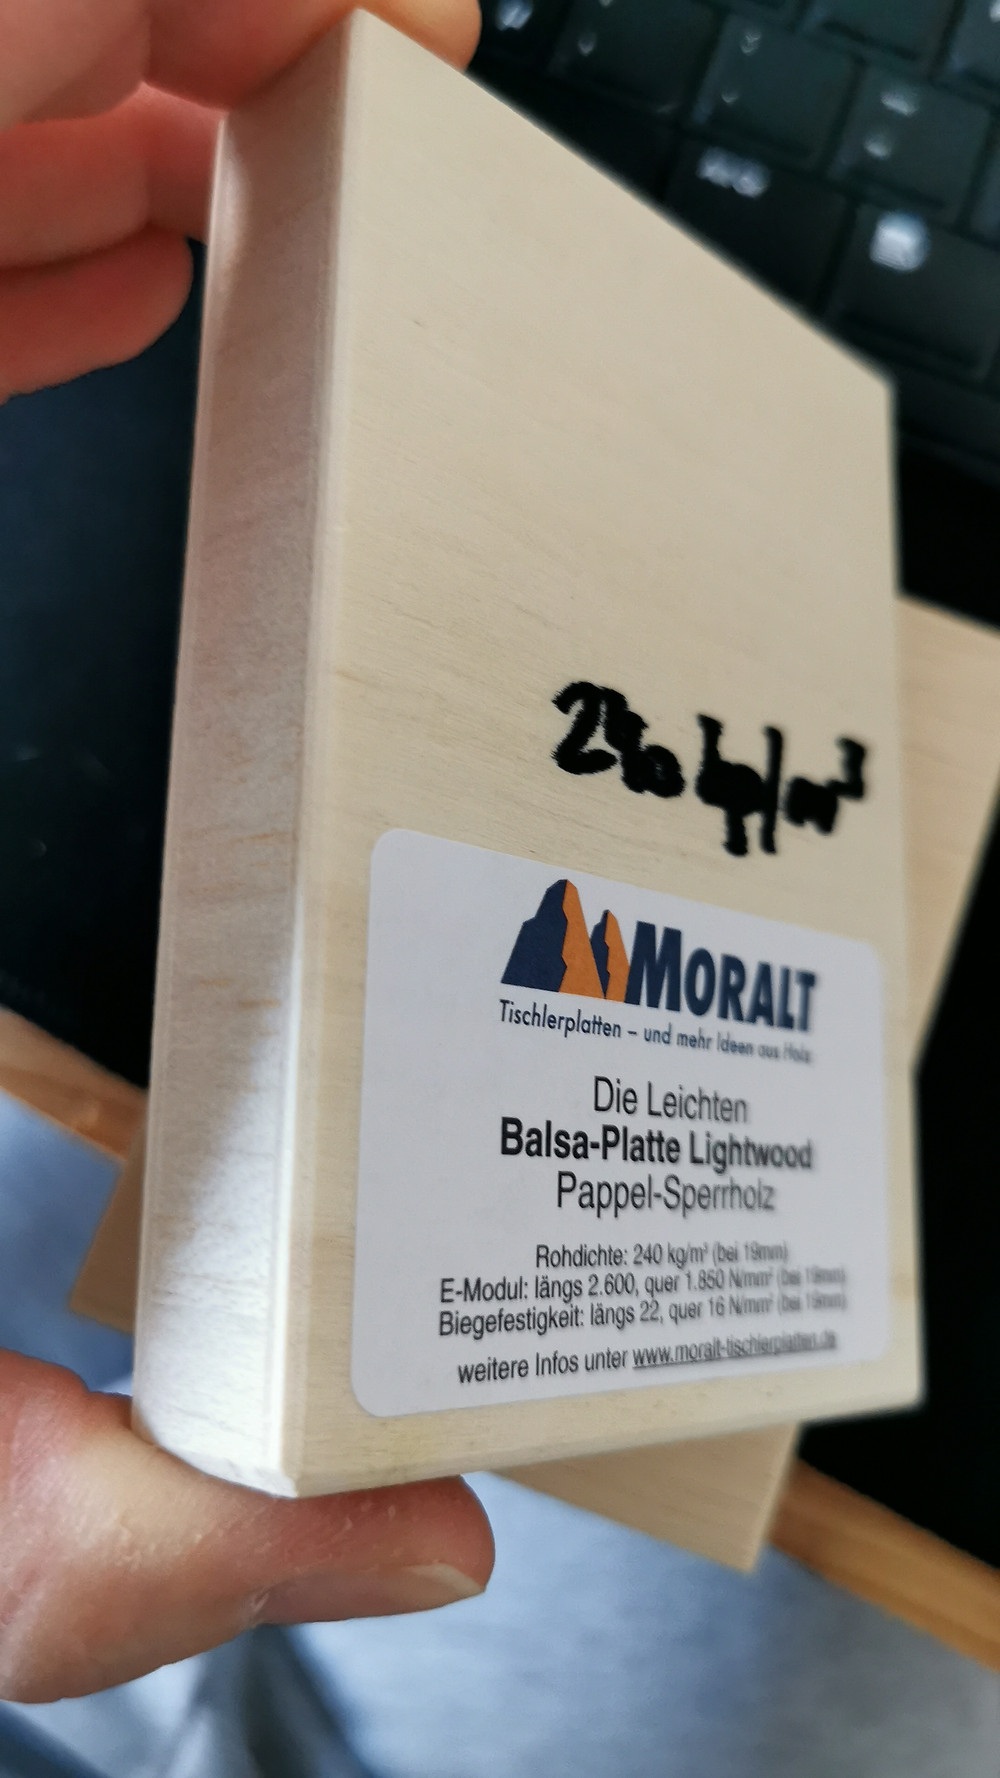 kg/m³
MORALT
Tischlerplatten – und mehr Ideen aus Holz
Die Leichten
Balsa-Platte Lightwood
Pappel-Sperrholz
Rohdichte: 240 kg/m³ (bei 19mm)
E-Modul: längs 2.600, quer 1.850 N/mm² (bei 19mm)
Biegefestigkeit: längs 22, quer 16 N/mm² (bei 19mm)
weitere Infos unter www.moralt-tischlerplatten.de